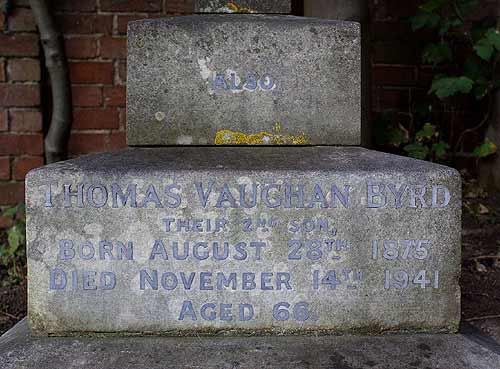 ALSO
THOMAS VAUGHAN BYRD
THEIR 2ND SON,
BORN AUGUST 28TH 1875,
DIED NOVEMBER 14TH 1941
AGED 66.